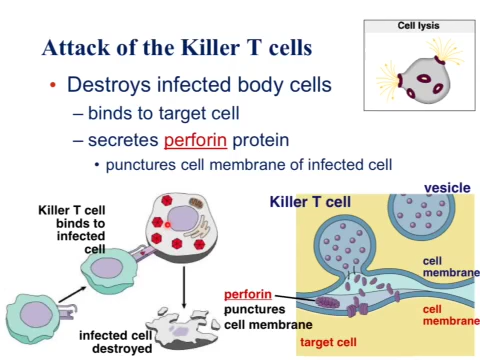 Cell lysis
Attack of the Killer T cells
• Destroys infected body cells
– binds to target cell
– secretes perforin protein
• punctures cell membrane of infected cell
Killer T cell
binds to
infected
cell
infected cell
destroyed
vesicle
Killer T cell
cell
membrane
perforin
punctures
cell membrane
cell
membrane
target cell